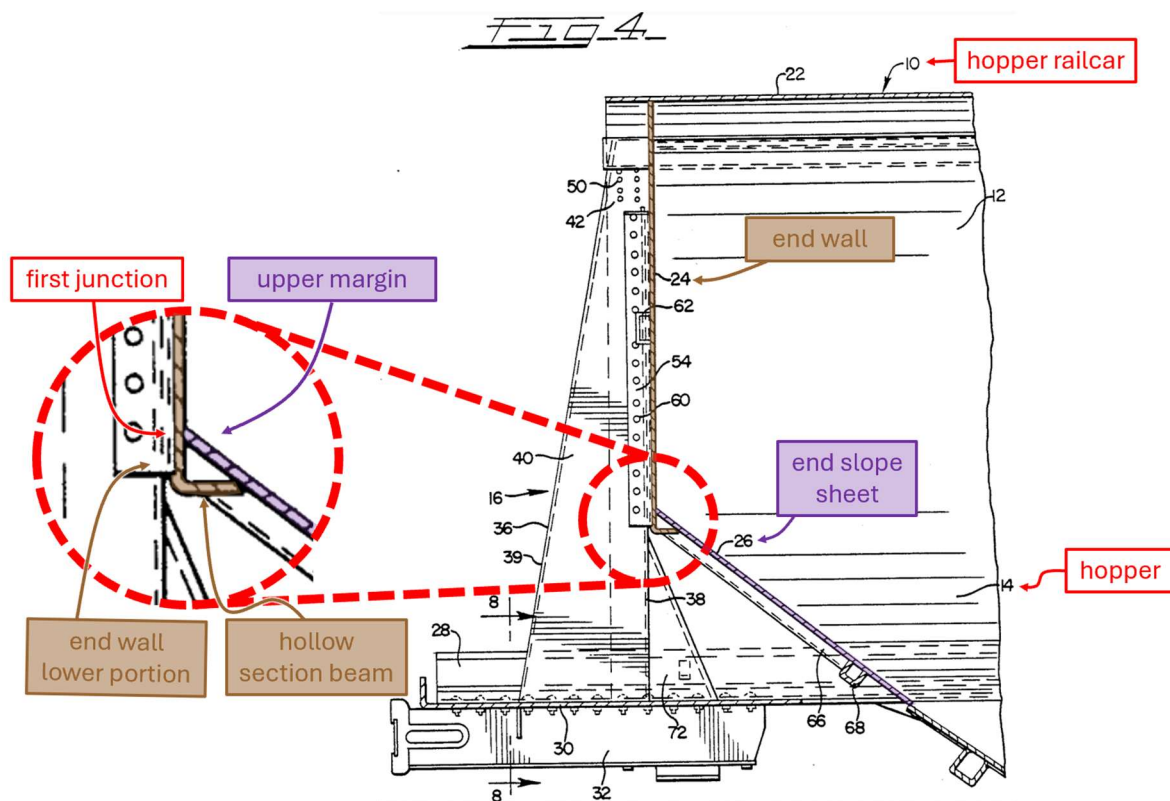 Fig. 4.
10
hopper railcar
22
12
50
42
end wall
24
first junction
upper margin
62
54
60
40
end slope
sheet
16
26
36
hopper
14
39
8
38
end wall
lower portion
hollow
section beam
28
66
68
72
30
32
8